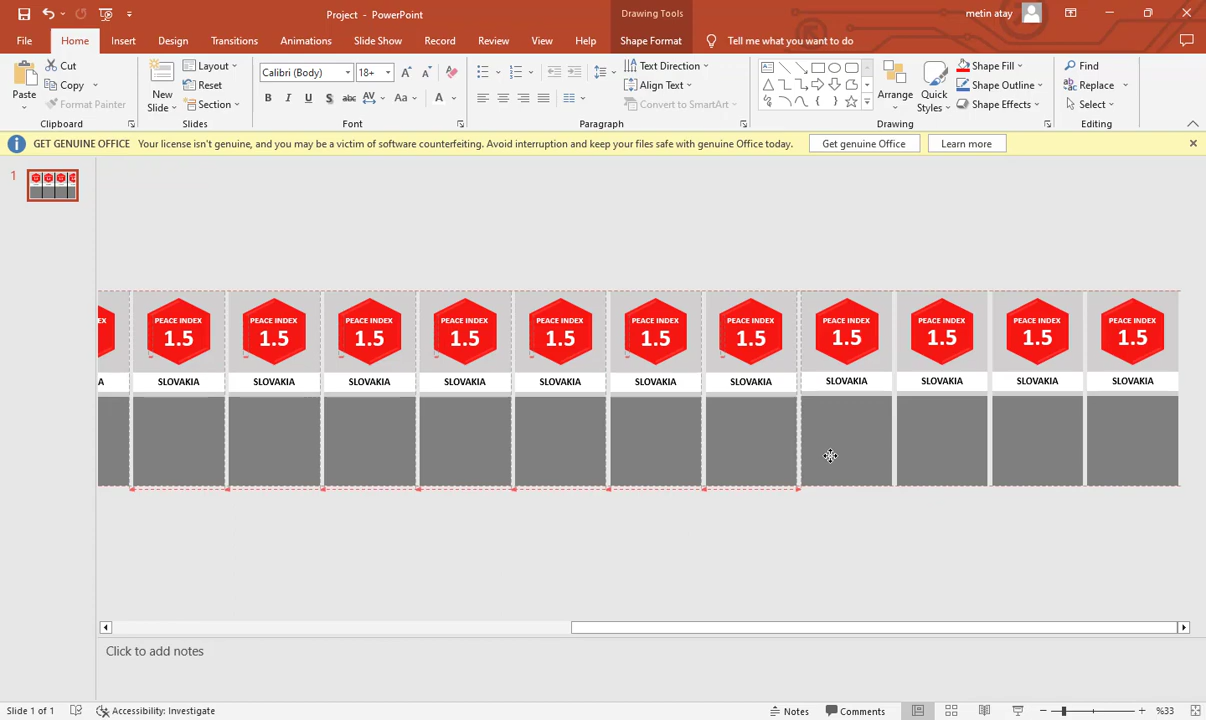 Project - PowerPoint
Drawing Tools
metin atay
File
Home
Insert
Design
Transitions
Animations
Slide Show
Record
Review
View
Help
Shape Format
Tell me what you want to do
Paste
Cut
Copy
Format Painter
Clipboard
New
Slide
Layout
Reset
Section
Slides
Calibri (Body)
18+
A A A
B I U S abc AV Aa A
Font
Text Direction
Align Text
Convert to SmartArt
Paragraph
Arrange
Quick
Styles
Shape Fill
Shape Outline
Shape Effects
Drawing
Find
Replace
Select
Editing
GET GENUINE OFFICE Your license isn't genuine, and you may be a victim of software counterfeiting. Avoid interruption and keep your files safe with genuine Office today.
Get genuine Office
Learn more
1
EX PEACE INDEX PEACE INDEX PEACE INDEX PEACE INDEX PEACE INDEX PEACE INDEX PEACE INDEX PEACE INDEX PEACE INDEX PEACE INDEX PEACE INDEX
1.5 1.5 1.5 1.5 1.5 1.5 1.5 1.5 1.5 1.5 1.5
A SLOVAKIA SLOVAKIA SLOVAKIA SLOVAKIA SLOVAKIA SLOVAKIA SLOVAKIA SLOVAKIA SLOVAKIA SLOVAKIA SLOVAKIA
Click to add notes
Slide 1 of 1
Accessibility: Investigate
Notes
Comments
%33